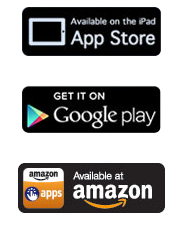 Available on the iPad
App Store
GET IT ON
Google play
amazon
apps
Available at
amazon